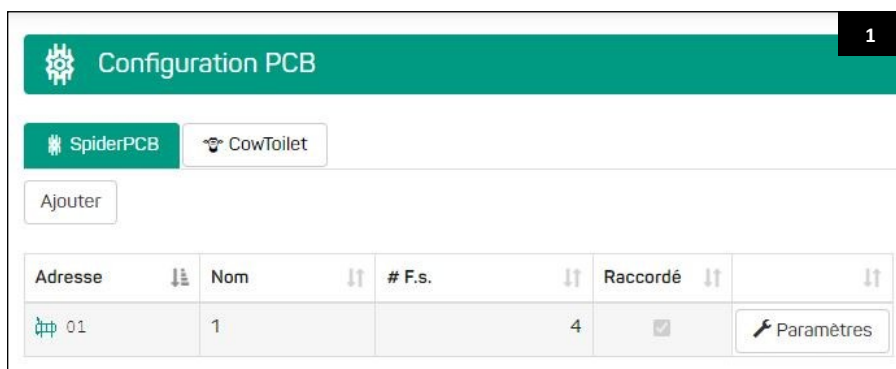 1
Configuration PCB
SpiderPCB CowToilet
Ajouter
Adresse Nom # F.s. Raccordé
01 1 4 Paramètres